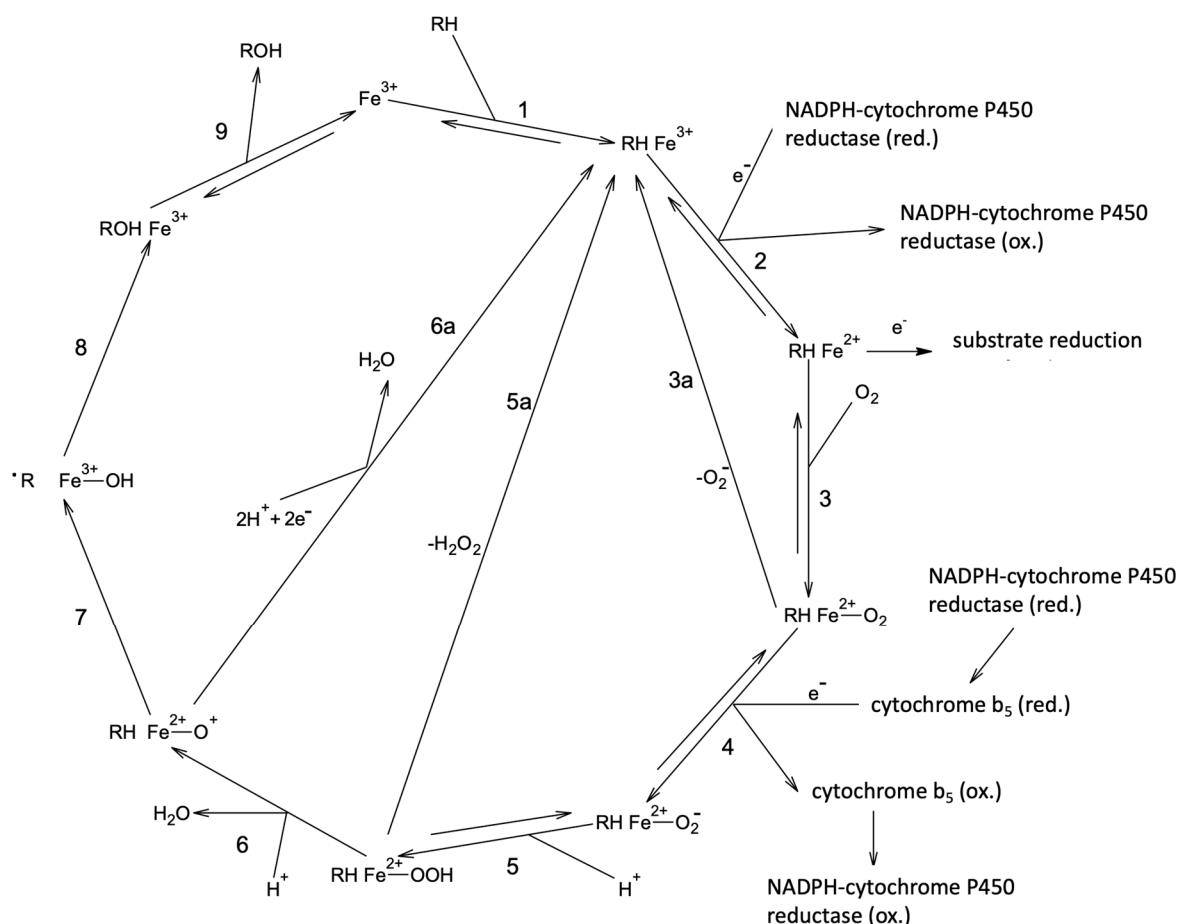 RH
ROH
Fe³⁺
1
9
NADPH-cytochrome P450
reductase (red.)
RH Fe³⁺
e⁻
ROH Fe³⁺
NADPH-cytochrome P450
reductase (ox.)
2
6a
8
H₂O
RH Fe²⁺
e⁻
substrate reduction
3a
5a
O₂
·R Fe³⁺—OH
-O₂⁻
3
2H⁺ + 2e⁻
-H₂O₂
NADPH-cytochrome P450
reductase (red.)
7
RH Fe²⁺—O₂
e⁻
cytochrome b₅ (red.)
RH Fe²⁺—O⁺
4
cytochrome b₅ (ox.)
H₂O
RH Fe²⁺—O₂⁻
6
5
RH Fe²⁺—OOH
H⁺
H⁺
NADPH-cytochrome P450
reductase (ox.)